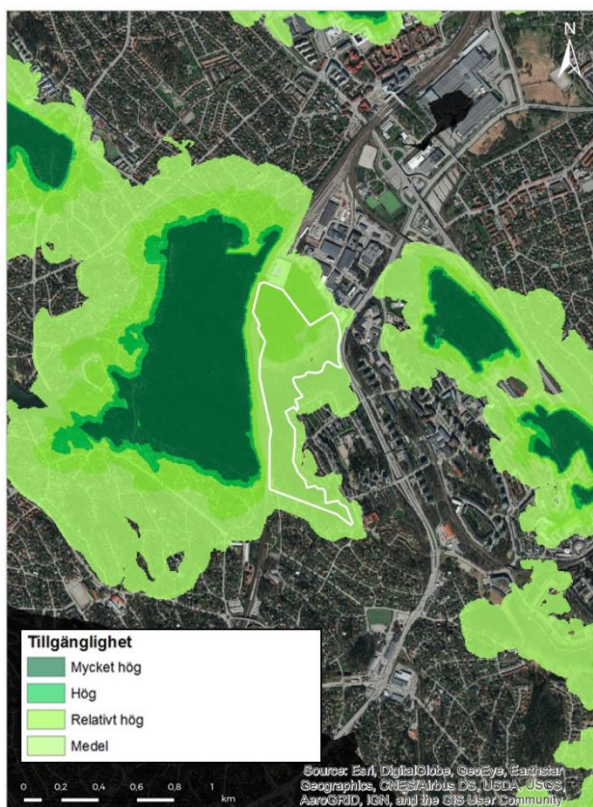 N
Tillgänglighet
Mycket hög
Hög
Relativt hög
Medel
0 0,2 0,4 0,6 0,8 1
km
Source: Esri, DigitalGlobe, GeoEye, Earthstar
Geographics, CNES/Airbus DS, USDA, USGS,
AeroGRID, IGN, and the GIS User Community